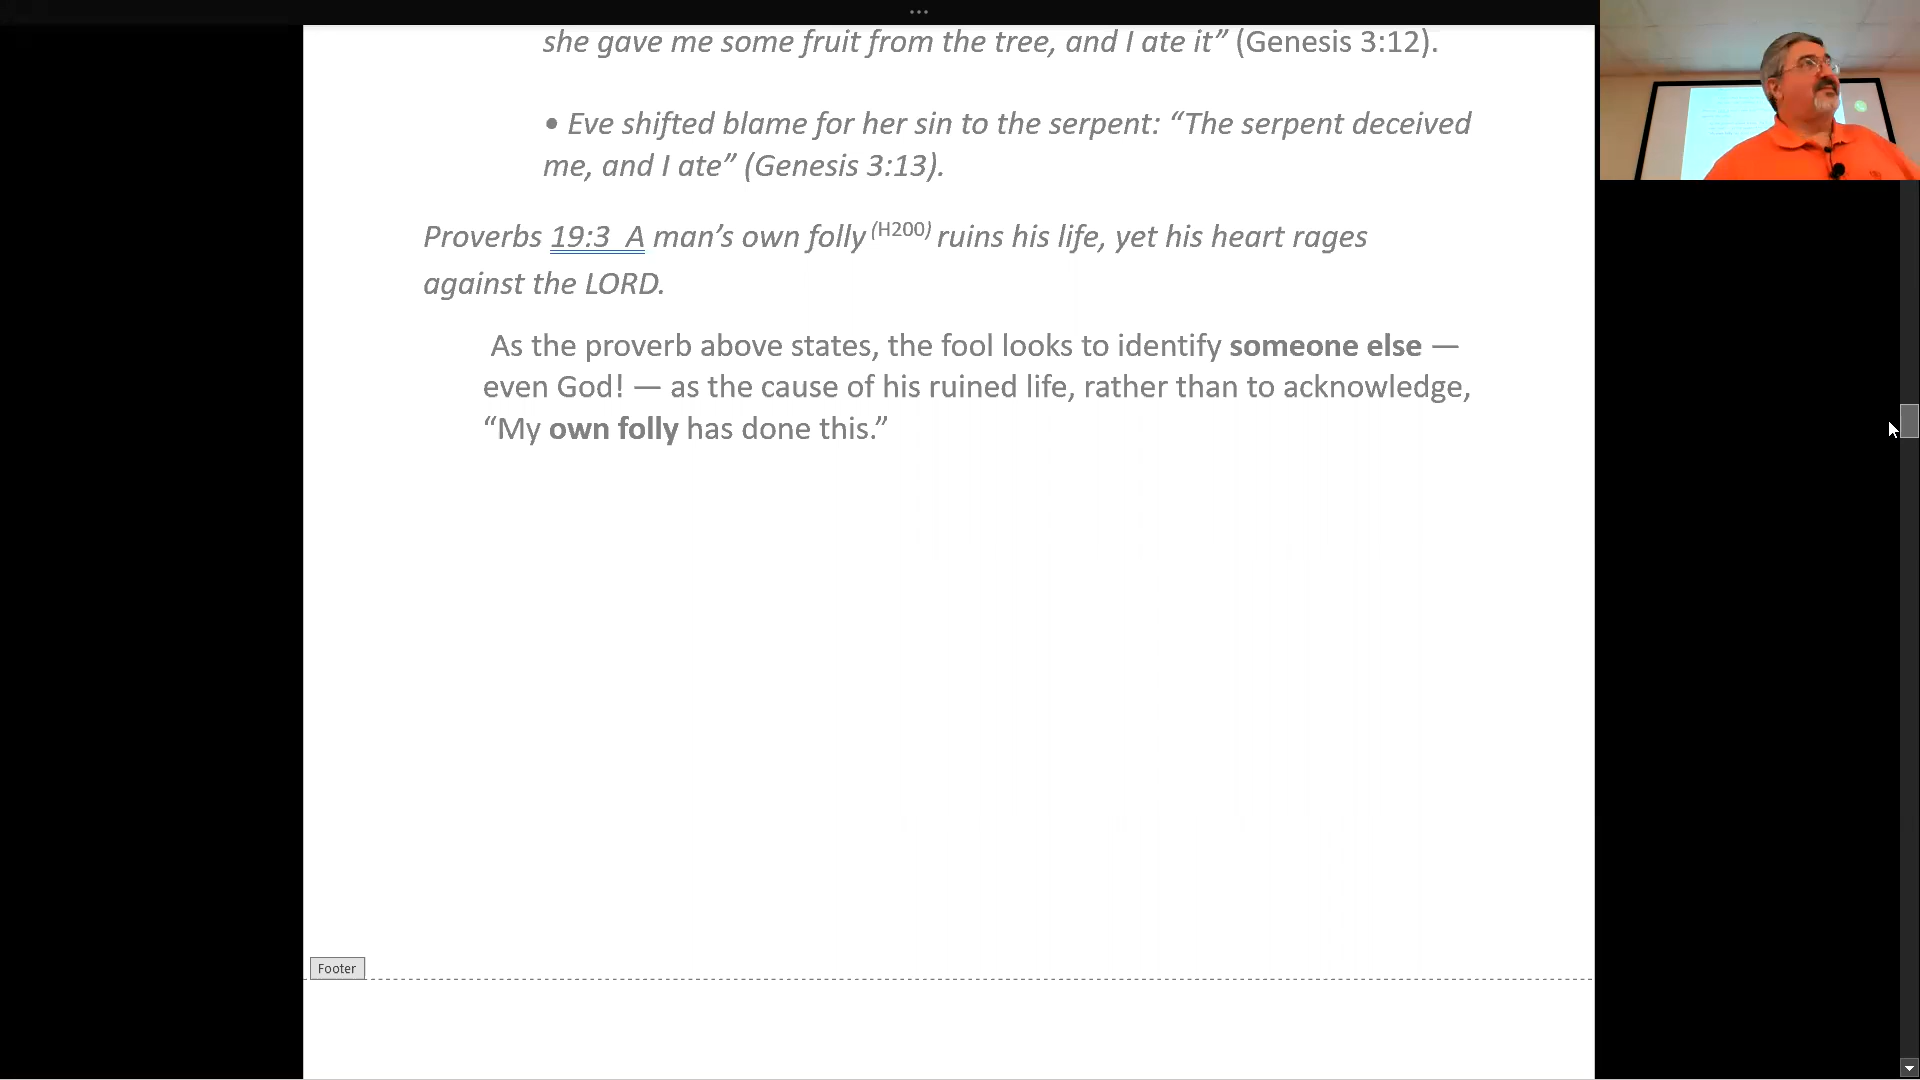 she gave me some fruit from the tree, and I ate it” (Genesis 3:12).
• Eve shifted blame for her sin to the serpent: “The serpent deceived
me, and I ate” (Genesis 3:13).
Proverbs 19:3  A man’s own folly (H200) ruins his life, yet his heart rages
against the LORD.
As the proverb above states, the fool looks to identify someone else —
even God! — as the cause of his ruined life, rather than to acknowledge,
“My own folly has done this.”
Footer